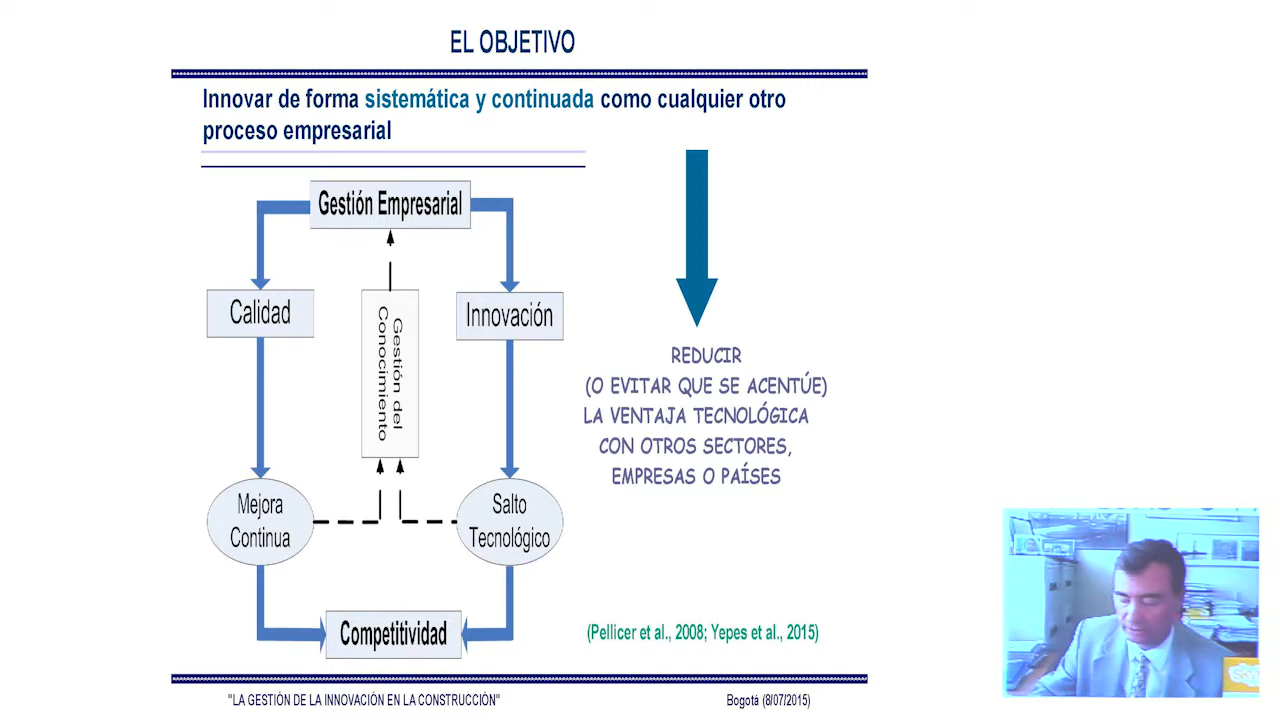 EL OBJETIVO
Innovar de forma sistemática y continuada como cualquier otro
proceso empresarial
Gestión Empresarial
Calidad
Gestión del
Conocimiento
Innovación
Mejora
Continua
Salto
Tecnológico
Competitividad
REDUCIR
(O EVITAR QUE SE ACENTÚE)
LA VENTAJA TECNOLÓGICA
CON OTROS SECTORES,
EMPRESAS O PAÍSES
(Pellicer et al., 2008; Yepes et al., 2015)
"LA GESTIÓN DE LA INNOVACIÓN EN LA CONSTRUCCIÓN"
Bogotá (8/07/2015)